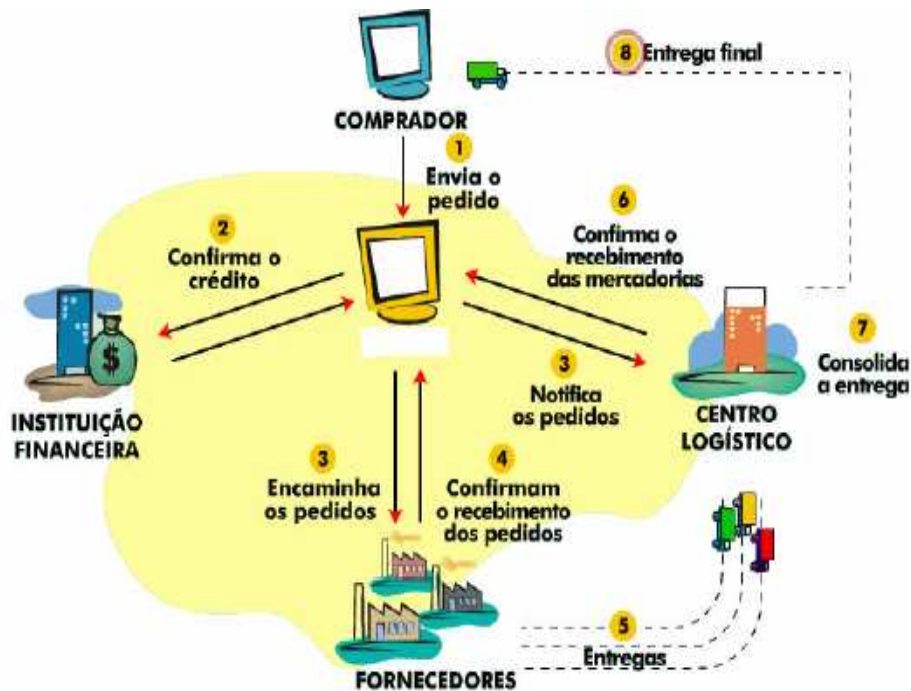 8 Entrega final
COMPRADOR
1
Envia o
pedido
2
Confirma o
crédito
6
Confirma o
recebimento
das mercadorias
7
Consolida
a entrega
$
INSTITUIÇÃO
FINANCEIRA
3
Notifica
os pedidos
CENTRO
LOGÍSTICO
3
Encaminha
os pedidos
4
Confirmam
o recebimento
dos pedidos
5
Entregas
FORNECEDORES